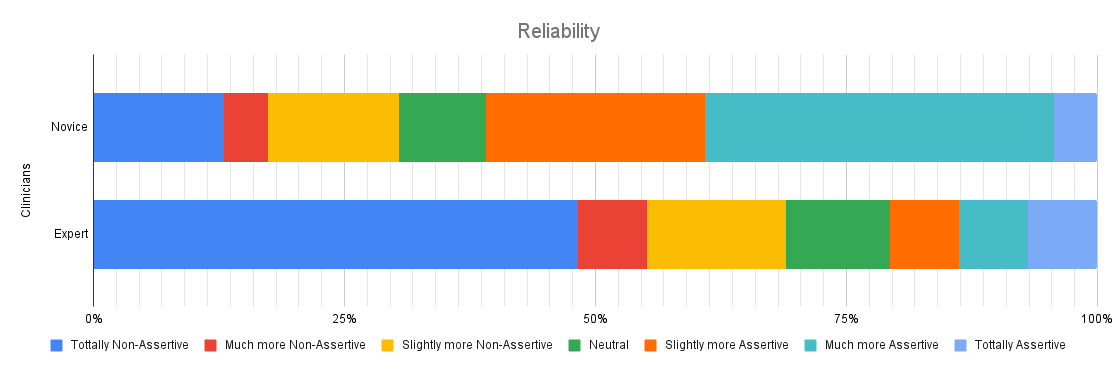 Reliability
Clinicians
Novice
Expert
0% 25% 50% 75% 100%
Tottally Non-Assertive Much more Non-Assertive Slightly more Non-Assertive Neutral Slightly more Assertive Much more Assertive Tottally Assertive